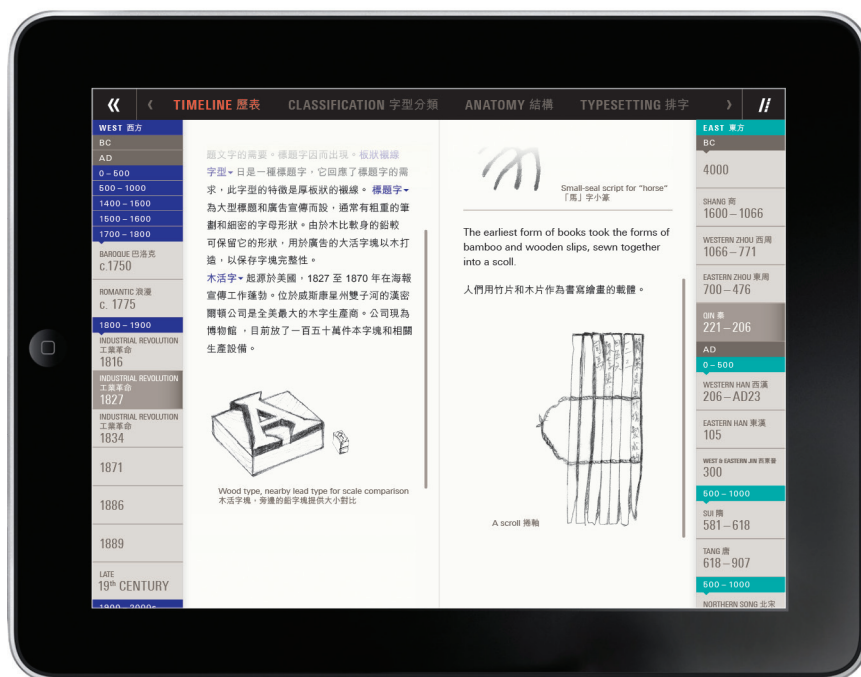 TIMELINE 歷表
CLASSIFICATION 字型分類
ANATOMY 結構
TYPESETTING 排字
WEST 西方
BC
AD
0 – 500
500 – 1000
1400 – 1500
1500 – 1600
1700 – 1800
BAROQUE 巴洛克
c.1750
ROMANTIC 浪漫
c. 1775
1800 – 1900
INDUSTRIAL REVOLUTION
工業革命
1816
INDUSTRIAL REVOLUTION
工業革命
1827
INDUSTRIAL REVOLUTION
工業革命
1834
1871
1886
1889
LATE
19th CENTURY
1900 – 2000s
題文字的需要。標題字因而出現。板狀襯線
字型 日是一種標題字,它回應了標題字的需
求,此字型的特徵是厚板狀的襯線。 標題字
為大型標題和廣告宣傳而設,通常有粗重的筆
劃和細密的字母形狀。由於木比軟身的鉛較
可保留它的形狀,用於廣告的大活字塊以木打
造,以保存字塊完整性。
木活字 起源於美國,1827 至 1870 年在海報
宣傳工作蓬勃。位於威斯康星州雙子河的漢密
爾頓公司是全美最大的木字生產商。公司現為
博物館 ,目前放了一百五十萬件本字塊和相關
生產設備。
Wood type, nearby lead type for scale comparison
木活字塊,旁邊的鉛字塊提供大小對比
Small-seal script for "horse"
「馬」字小篆
The earliest form of books took the forms of
bamboo and wooden slips, sewn together
into a scoll.
人們用竹片和木片作為書寫繪畫的載體。
A scroll 捲軸
EAST 東方
BC
4000
SHANG 商
1600 – 1066
WESTERN ZHOU 西周
1066 – 771
EASTERN ZHOU 東周
700 – 476
QIN 秦
221 – 206
AD
0 – 500
WESTERN HAN 西漢
206 – AD23
EASTERN HAN 東漢
105
WEST & EASTERN JIN 西東晉
300
500 – 1000
SUI 隋
581 – 618
TANG 唐
618 – 907
500 – 1000
NORTHERN SONG 北宋